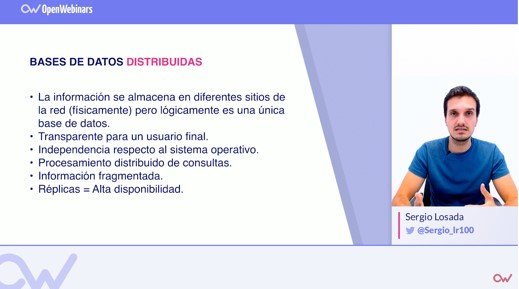 OpenWebinars
BASES DE DATOS DISTRIBUIDAS
• La información se almacena en diferentes sitios de
la red (físicamente) pero lógicamente es una única
base de datos.
• Transparente para un usuario final.
• Independencia respecto al sistema operativo.
• Procesamiento distribuido de consultas.
• Información fragmentada.
• Réplicas = Alta disponibilidad.
Sergio Losada
@Sergio_lr100